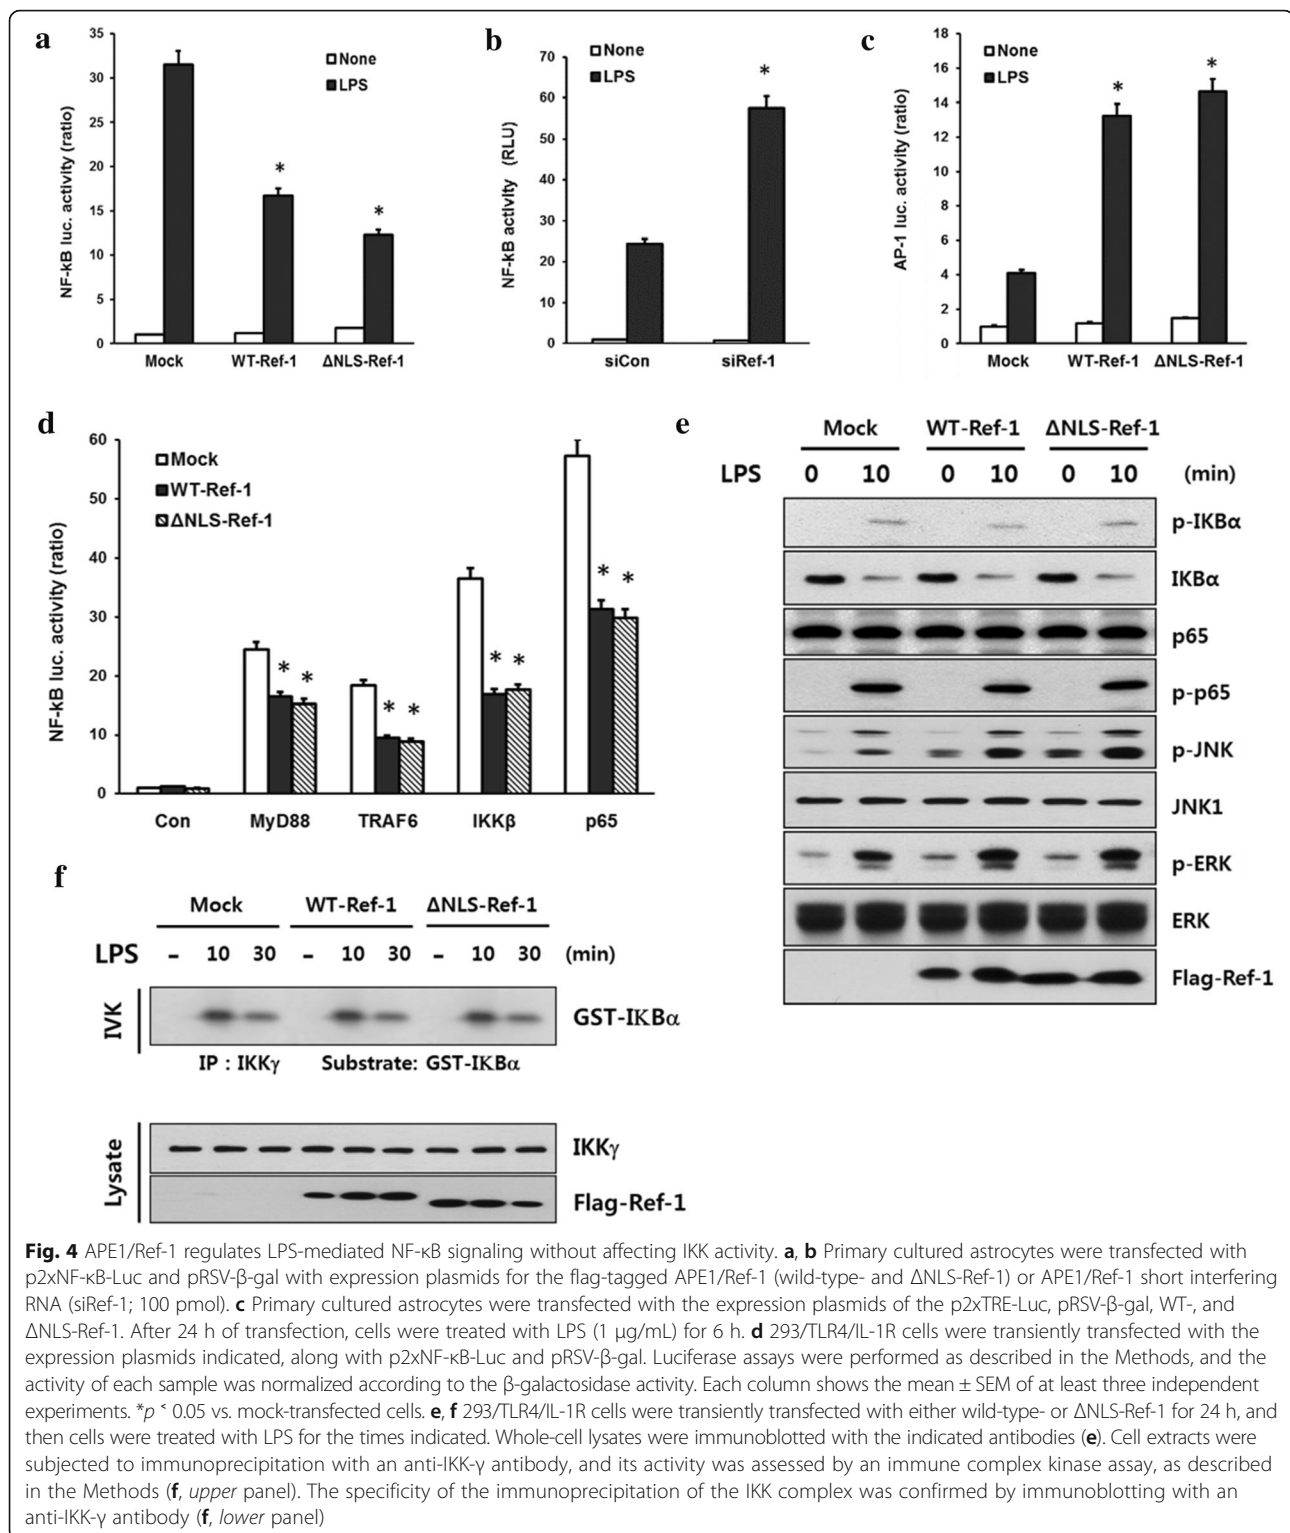 a
NF-kB luc. activity (ratio)
35
30
25
20
15
10
5
0
None
LPS
*
*
Mock WT-Ref-1 ΔNLS-Ref-1
b
NF-kB activity (RLU)
70
60
50
40
30
20
10
0
None
LPS
*
siCon siRef-1
c
AP-1 luc. activity (ratio)
18
16
14
12
10
8
6
4
2
0
None
LPS
*
*
Mock WT-Ref-1 ΔNLS-Ref-1
d
NF-kB luc. activity (ratio)
60
50
40
30
20
10
0
Mock
WT-Ref-1
ΔNLS-Ref-1
* *
* *
* *
* *
Con MyD88 TRAF6 IKKβ p65
e
Mock WT-Ref-1 ΔNLS-Ref-1
LPS 0 10 0 10 0 10 (min)
p-IKBα
IKBα
p65
p-p65
p-JNK
JNK1
p-ERK
ERK
Flag-Ref-1
f
Mock WT-Ref-1 ΔNLS-Ref-1
LPS – 10 30 – 10 30 – 10 30 (min)
IVK
GST-IKBα
IP : IKKγ Substrate: GST-IKBα
Lysate
IKKγ
Flag-Ref-1
Fig. 4 APE1/Ref-1 regulates LPS-mediated NF-κB signaling without affecting IKK activity. a, b Primary cultured astrocytes were transfected with
p2xNF-κB-Luc and pRSV-β-gal with expression plasmids for the flag-tagged APE1/Ref-1 (wild-type- and ΔNLS-Ref-1) or APE1/Ref-1 short interfering
RNA (siRef-1; 100 pmol). c Primary cultured astrocytes were transfected with the expression plasmids of the p2xTRE-Luc, pRSV-β-gal, WT-, and
ΔNLS-Ref-1. After 24 h of transfection, cells were treated with LPS (1 μg/mL) for 6 h. d 293/TLR4/IL-1R cells were transiently transfected with the
expression plasmids indicated, along with p2xNF-κB-Luc and pRSV-β-gal. Luciferase assays were performed as described in the Methods, and the
activity of each sample was normalized according to the β-galactosidase activity. Each column shows the mean ± SEM of at least three independent
experiments. *p < 0.05 vs. mock-transfected cells. e, f 293/TLR4/IL-1R cells were transiently transfected with either wild-type- or ΔNLS-Ref-1 for 24 h, and
then cells were treated with LPS for the times indicated. Whole-cell lysates were immunoblotted with the indicated antibodies (e). Cell extracts were
subjected to immunoprecipitation with an anti-IKK-γ antibody, and its activity was assessed by an immune complex kinase assay, as described
in the Methods (f, upper panel). The specificity of the immunoprecipitation of the IKK complex was confirmed by immunoblotting with an
anti-IKK-γ antibody (f, lower panel)